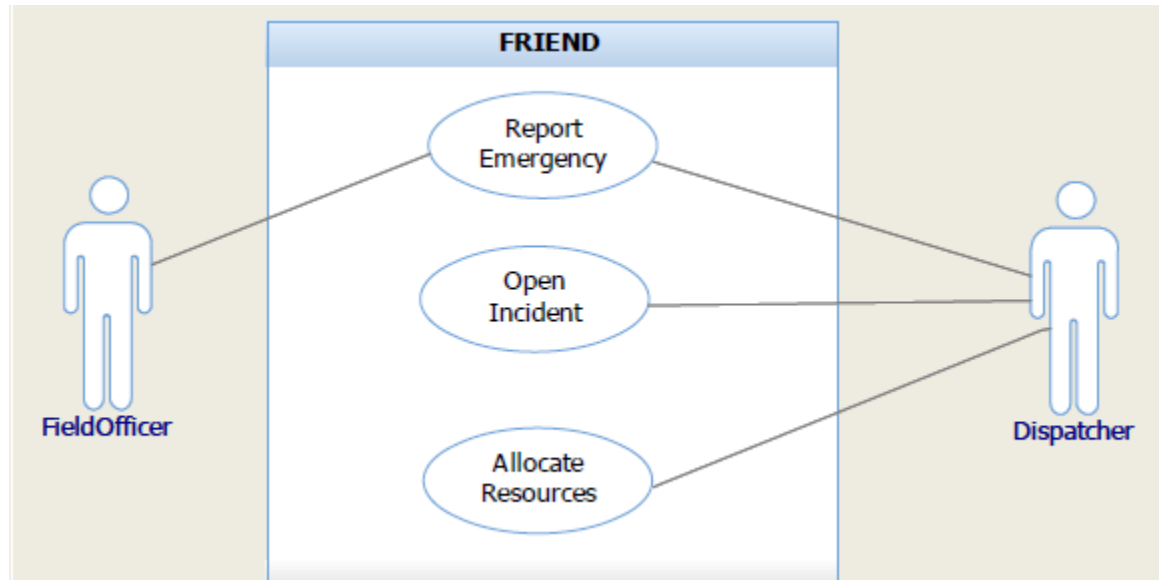 FRIEND
Report
Emergency
Open
Incident
FieldOfficer
Dispatcher
Allocate
Resources